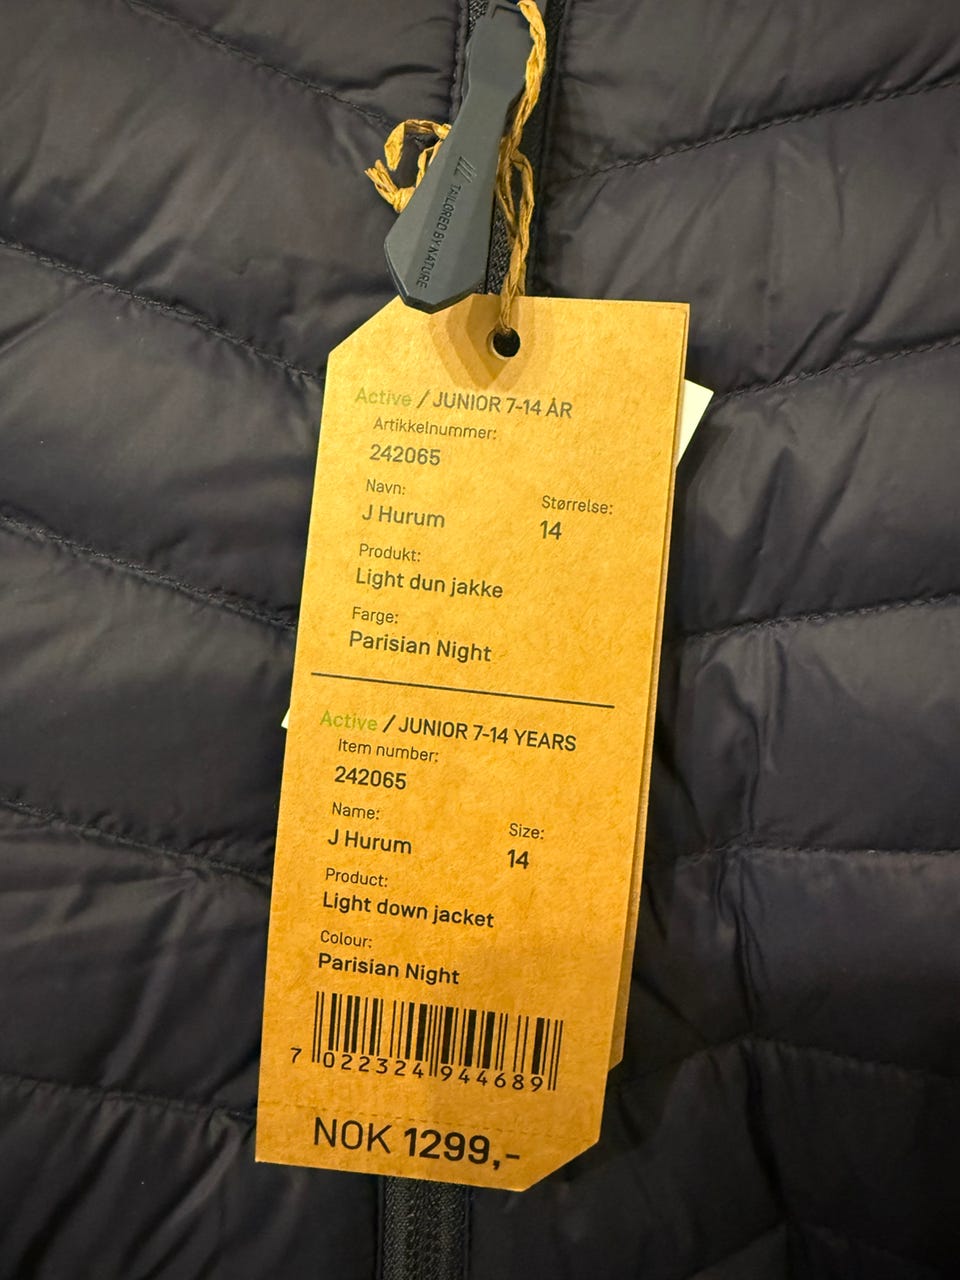 TAILORED BY NATURE
Active / JUNIOR 7-14 ÅR
Artikkelnummer:
242065
Navn:
J Hurum
Størrelse:
14
Produkt:
Light dun jakke
Farge:
Parisian Night
Active / JUNIOR 7-14 YEARS
Item number:
242065
Name:
J Hurum
Size:
14
Product:
Light down jacket
Colour:
Parisian Night
7 022324 944689
NOK 1299,-